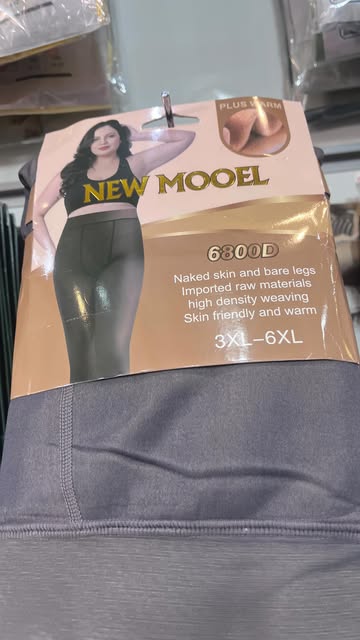 PLUS WARM
NEW MOOEL
6800D
Naked skin and bare legs
Imported raw materials
high density weaving
Skin friendly and warm
3XL-6XL